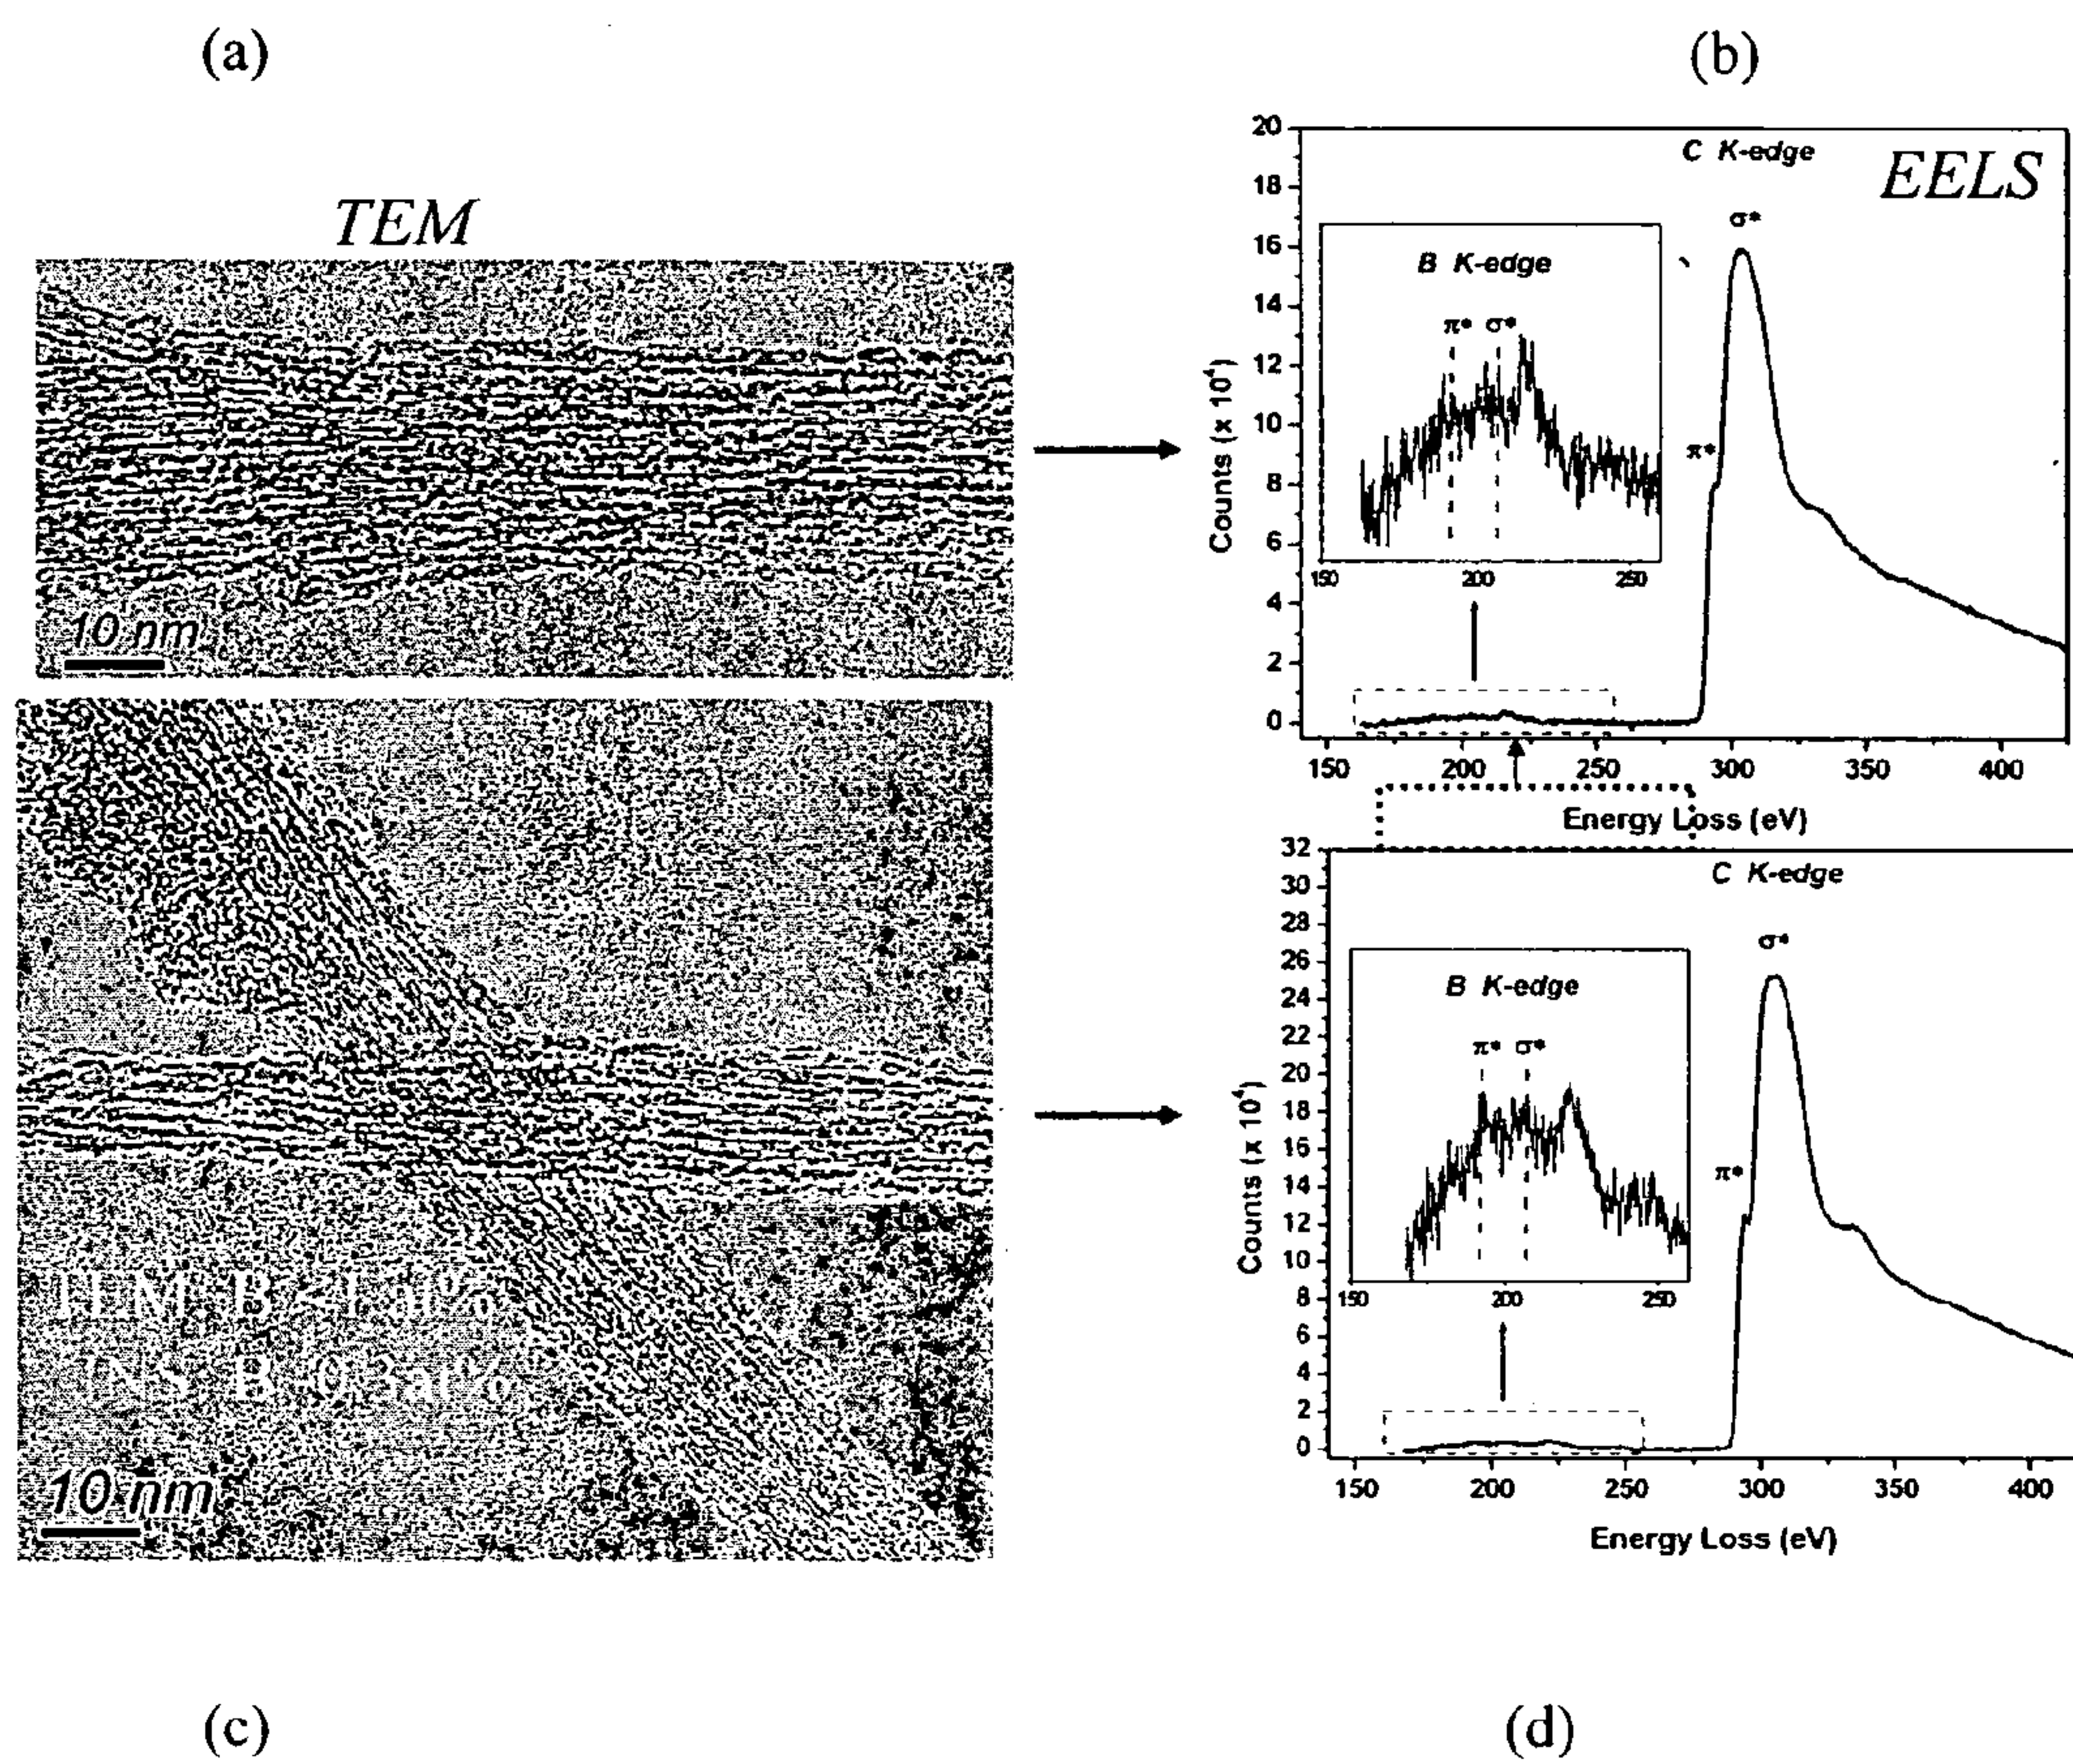 (a)
(b)
TEM
10 nm
EELS
C K-edge
σ*
π*
B K-edge
π* σ*
150 200 250
20
18
16
14
12
10
8
6
4
2
0
Counts (x 10⁴)
150 200 250 300 350 400
Energy Loss (eV)
10 nm
C K-edge
σ*
π*
B K-edge
π* σ*
150 200 250
32
30
28
26
24
22
20
18
16
14
12
10
8
6
4
2
0
Counts (x 10⁴)
150 200 250 300 350 400
Energy Loss (eV)
(c)
(d)